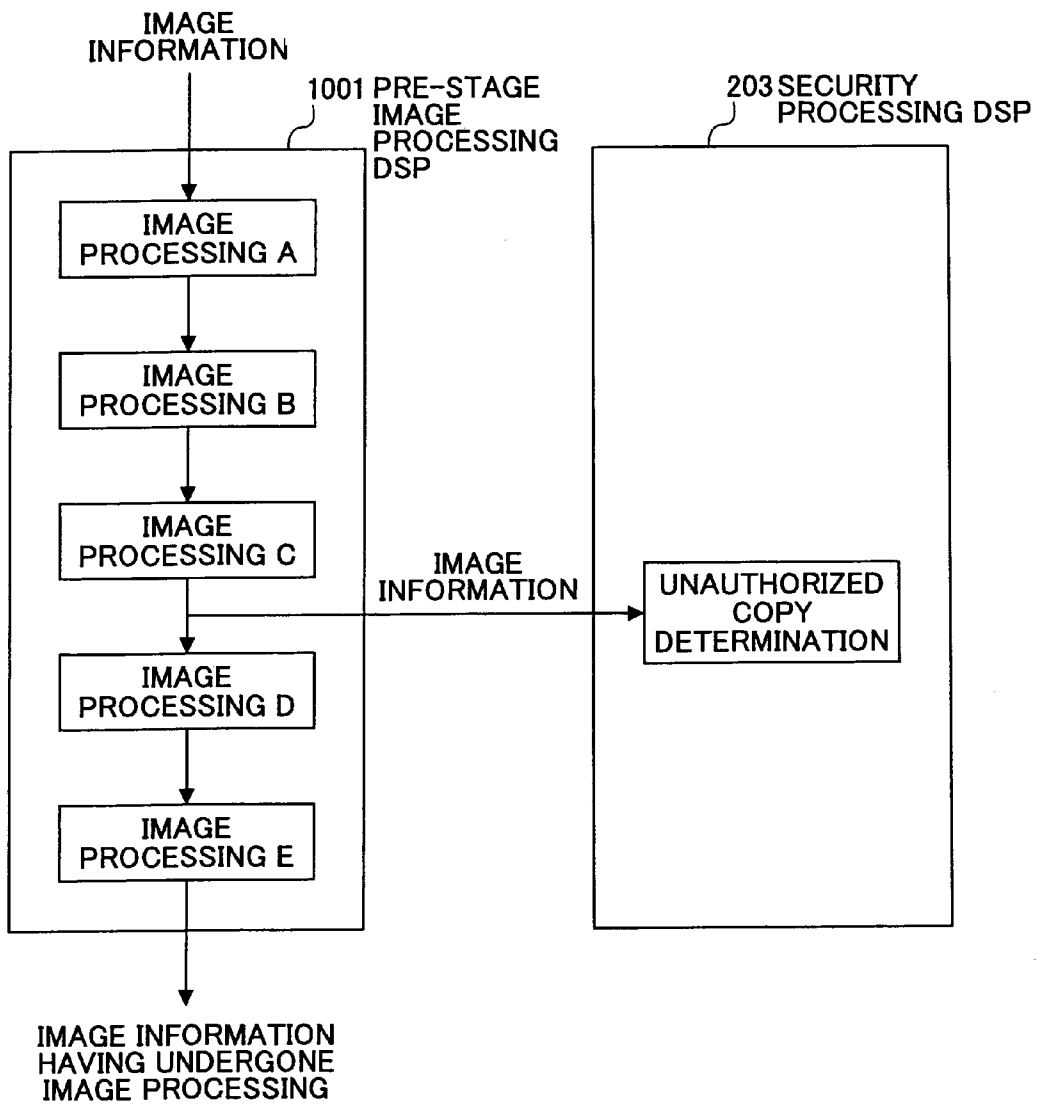 IMAGE
INFORMATION
1001 PRE-STAGE
IMAGE
PROCESSING
DSP
203 SECURITY
PROCESSING DSP
IMAGE
PROCESSING A
IMAGE
PROCESSING B
IMAGE
PROCESSING C
IMAGE
INFORMATION
UNAUTHORIZED
COPY
DETERMINATION
IMAGE
PROCESSING D
IMAGE
PROCESSING E
IMAGE INFORMATION
HAVING UNDERGONE
IMAGE PROCESSING